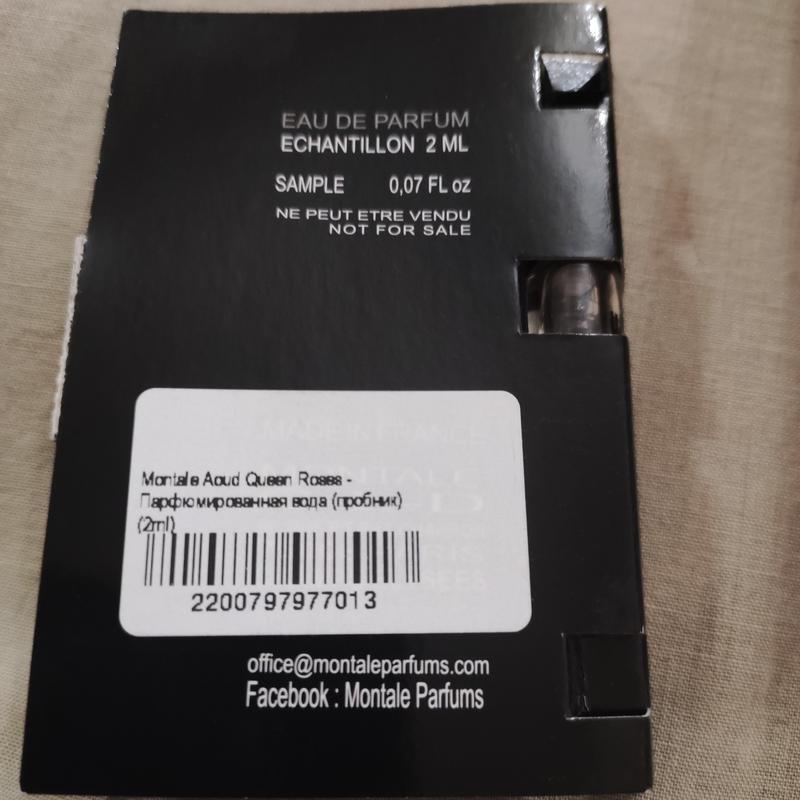 EAU DE PARFUM
ECHANTILLON 2 ML
SAMPLE 0,07 FL oz
NE PEUT ETRE VENDU
NOT FOR SALE
MADE IN FRANCE
MONTALE
Montale Aoud Queen Roses -
Парфюмированная вода (пробник)
(2ml)
2200797977013
office@montaleparfums.com
Facebook : Montale Parfums